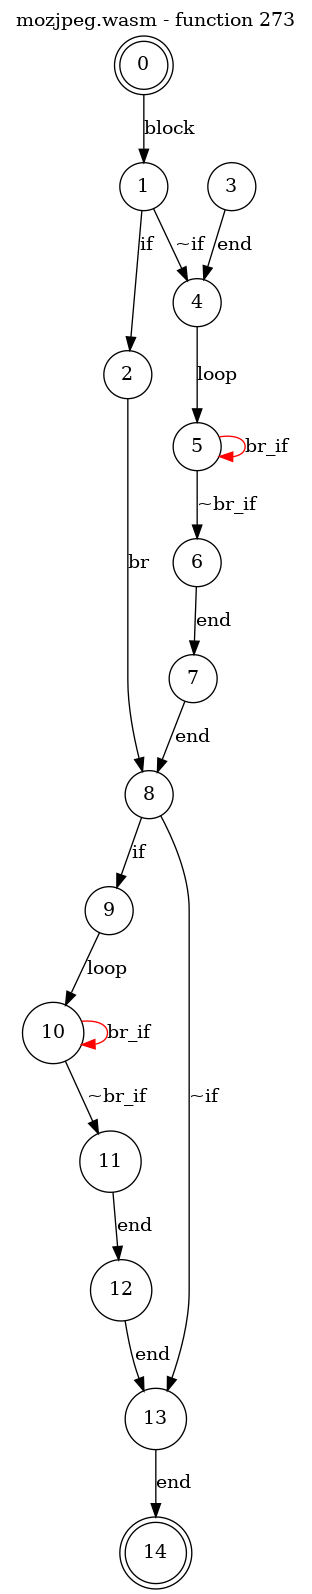 mozjpeg.wasm - function 273
0
block
1
3
if
~if
end
4
2
loop
5
br_if
~br_if
6
br
end
7
end
8
if
9
loop
10
br_if
~br_if
~if
11
end
12
end
13
end
14